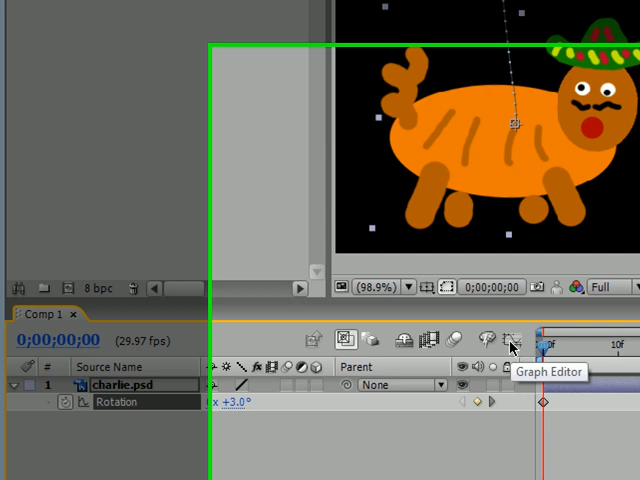 8 bpc
(98.9%)
0;00;00;00
Full
Comp 1 ×
0;00;00;00
(29.97 fps)
10f
# Source Name
Parent
Graph Editor
1 charlie.psd
None
Rotation
+3.0°